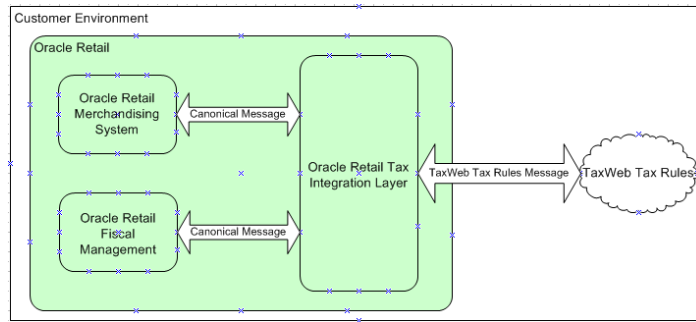 Customer Environment
Oracle Retail
Oracle Retail
Merchandising
System
Canonical Message
Oracle Retail Tax
Integration Layer
TaxWeb Tax Rules Message
TaxWeb Tax Rules
Oracle Retail
Fiscal
Management
Canonical Message